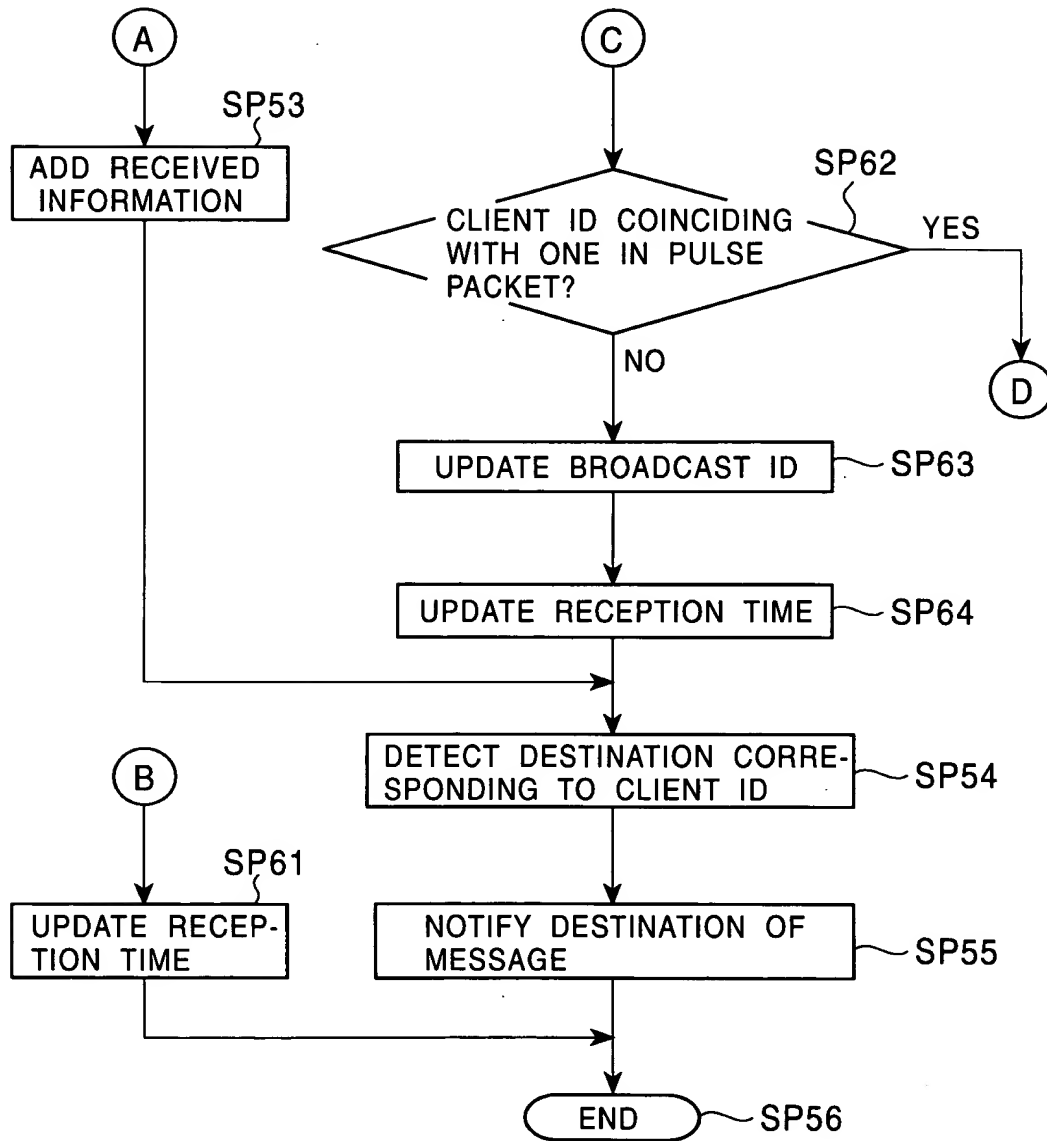 A
C
SP53
ADD RECEIVED
INFORMATION
SP62
CLIENT ID COINCIDING
WITH ONE IN PULSE
PACKET?
YES
NO
D
UPDATE BROADCAST ID
SP63
UPDATE RECEPTION TIME
SP64
B
DETECT DESTINATION CORRE-
SPONDING TO CLIENT ID
SP54
SP61
UPDATE RECEP-
TION TIME
NOTIFY DESTINATION OF
MESSAGE
SP55
END
SP56